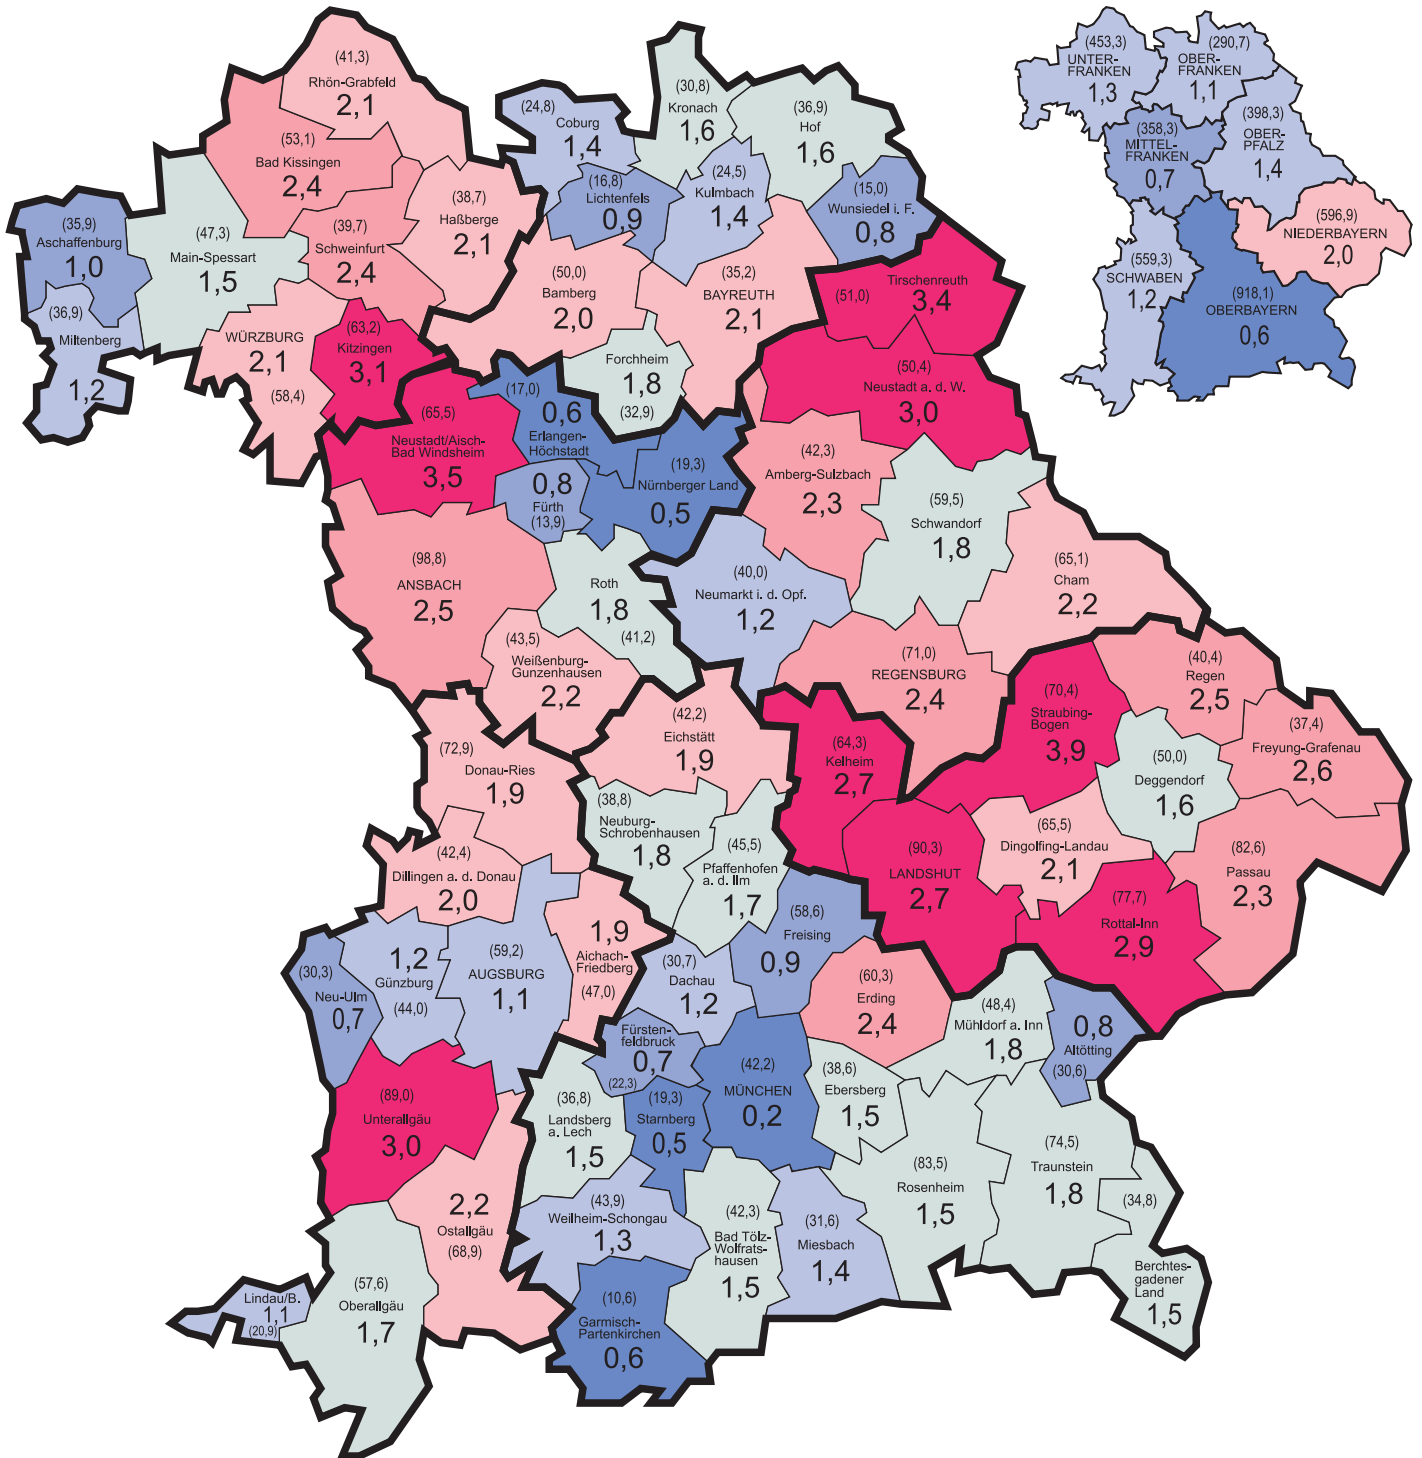 (41,3)
Rhön-Grabfeld
2,1
(53,1)
Bad Kissingen
2,4
(38,7)
Haßberge
2,1
(39,7)
Schweinfurt
2,4
(47,3)
Main-Spessart
1,5
(35,9)
Aschaffenburg
1,0
(36,9)
Miltenberg
1,2
WÜRZBURG
2,1
(58,4)
(63,2)
Kitzingen
3,1
(24,8)
Coburg
1,4
(30,8)
Kronach
1,6
(36,9)
Hof
1,6
(16,8)
Lichtenfels
0,9
(24,5)
Kulmbach
1,4
(15,0)
Wunsiedel i. F.
0,8
(50,0)
Bamberg
2,0
(35,2)
BAYREUTH
2,1
Forchheim
1,8
(32,9)
(51,0)
Tirschenreuth
3,4
(50,4)
Neustadt a. d. W.
3,0
(42,3)
Amberg-Sulzbach
2,3
(59,5)
Schwandorf
1,8
(65,1)
Cham
2,2
(40,0)
Neumarkt i. d. Opf.
1,2
(71,0)
REGENSBURG
2,4
(65,5)
Neustadt/Aisch-
Bad Windsheim
3,5
(17,0)
0,6
Erlangen-
Höchstadt
0,8
Fürth
(13,9)
(19,3)
Nürnberger Land
0,5
(98,8)
ANSBACH
2,5
Roth
1,8
(41,2)
(43,5)
Weißenburg-
Gunzenhausen
2,2
(70,4)
Straubing-
Bogen
3,9
(40,4)
Regen
2,5
(37,4)
Freyung-Grafenau
2,6
(50,0)
Deggendorf
1,6
(64,3)
Kelheim
2,7
(90,3)
LANDSHUT
2,7
(65,5)
Dingolfing-Landau
2,1
(82,6)
Passau
2,3
(77,7)
Rottal-Inn
2,9
(72,9)
Donau-Ries
1,9
(42,4)
Dillingen a. d. Donau
2,0
1,2
Günzburg
(44,0)
(59,2)
AUGSBURG
1,1
1,9
Aichach-
Friedberg
(47,0)
(30,3)
Neu-Ulm
0,7
(89,0)
Unterallgäu
3,0
2,2
Ostallgäu
(68,9)
(57,6)
Oberallgäu
1,7
Lindau/B.
1,1
(20,9)
(42,2)
Eichstätt
1,9
(38,8)
Neuburg-
Schrobenhausen
1,8
(45,5)
Pfaffenhofen
a. d. Ilm
1,7
(58,6)
Freising
0,9
(30,7)
Dachau
1,2
(60,3)
Erding
2,4
(48,4)
Mühldorf a. Inn
1,8
0,8
Altötting
(30,6)
Fürsten-
feldbruck
0,7
(22,3)
(42,2)
MÜNCHEN
0,2
(38,6)
Ebersberg
1,5
(36,8)
Landsberg
a. Lech
1,5
(19,3)
Starnberg
0,5
(43,9)
Weilheim-Schongau
1,3
(42,3)
Bad Tölz-
Wolfrats-
hausen
1,5
(31,6)
Miesbach
1,4
(83,5)
Rosenheim
1,5
(74,5)
Traunstein
1,8
(34,8)
Berchtes-
gadener
Land
1,5
(10,6)
Garmisch-
Partenkirchen
0,6
(453,3)
UNTER-
FRANKEN
1,3
(290,7)
OBER-
FRANKEN
1,1
(358,3)
MITTEL-
FRANKEN
0,7
(398,3)
OBER-
PFALZ
1,4
(596,9)
NIEDERBAYERN
2,0
(559,3)
SCHWABEN
1,2
(918,1)
OBERBAYERN
0,6